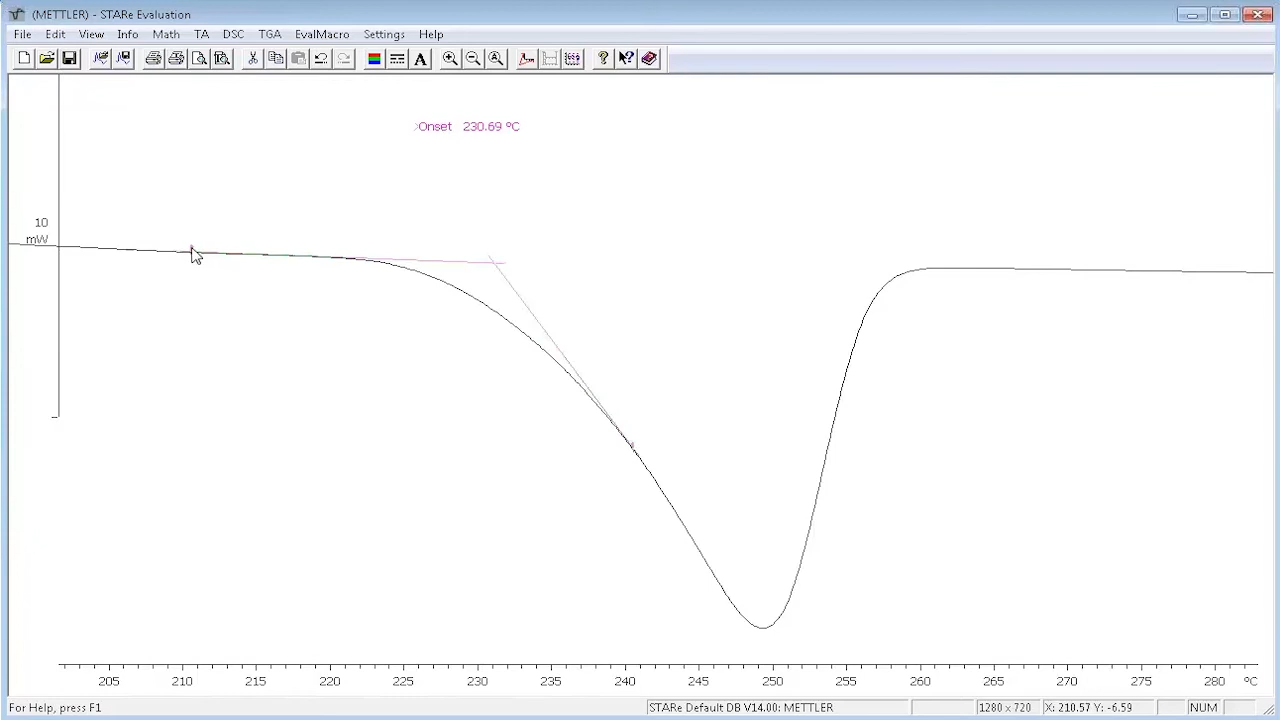 (METTLER) - STARe Evaluation
File Edit View Info Math TA DSC TGA EvalMacro Settings Help
Onset 230.69 °C
10
mW
205 210 215 220 225 230 235 240 245 250 255 260 265 270 275 280 °C
For Help, press F1 STARe Default DB V14.00: METTLER 1280 x 720 X: 210.57 Y: -6.59 NUM